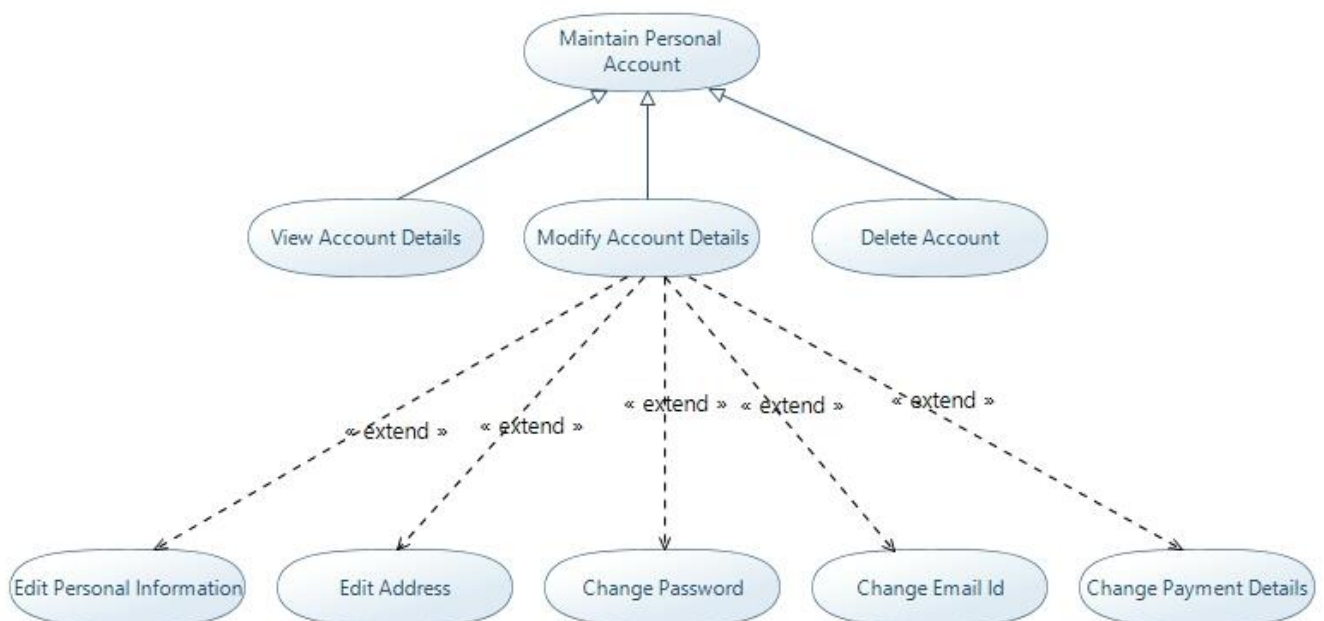 Maintain Personal
Account
View Account Details
Modify Account Details
Delete Account
« extend »
« extend »
« extend »
« extend »
« extend »
Edit Personal Information
Edit Address
Change Password
Change Email Id
Change Payment Details